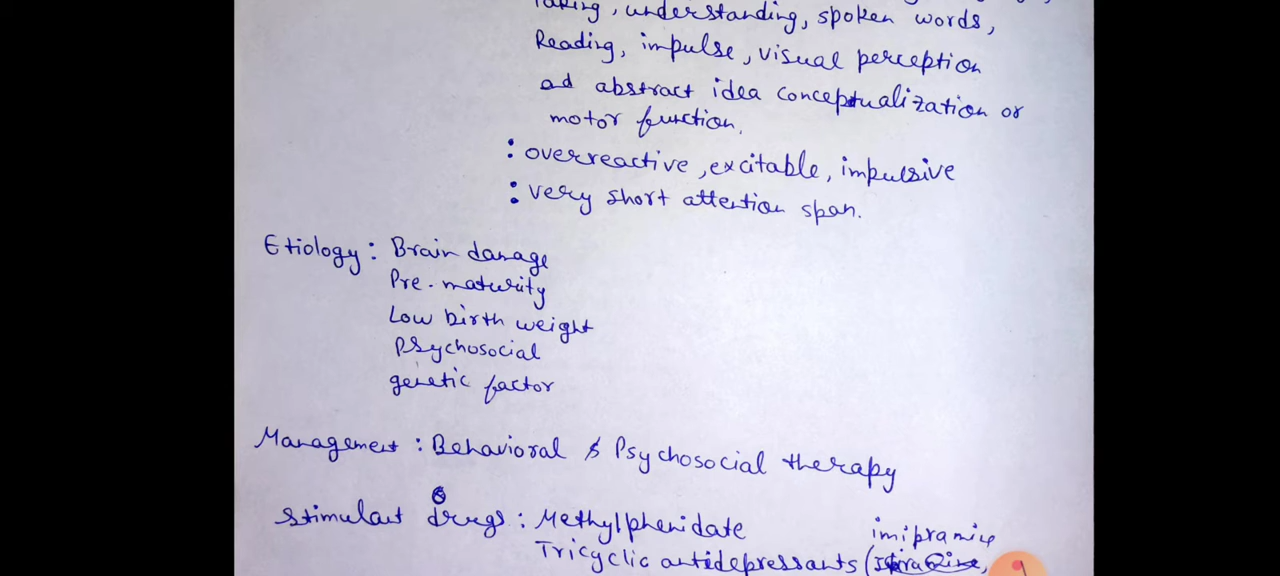 Talking, understanding, spoken words,
Reading, impulse, visual perception
ad abstract idea conceptualization or
motor function.
: overreactive, excitable, impulsive
: very short attention span.
Etiology : Brain damage
Pre-maturity
Low birth weight
Psychosocial
genetic factor
Management : Behavioral & Psychosocial therapy
Stimulant drugs : Methylphenidate
imipramine
Tricyclic antidepressants (